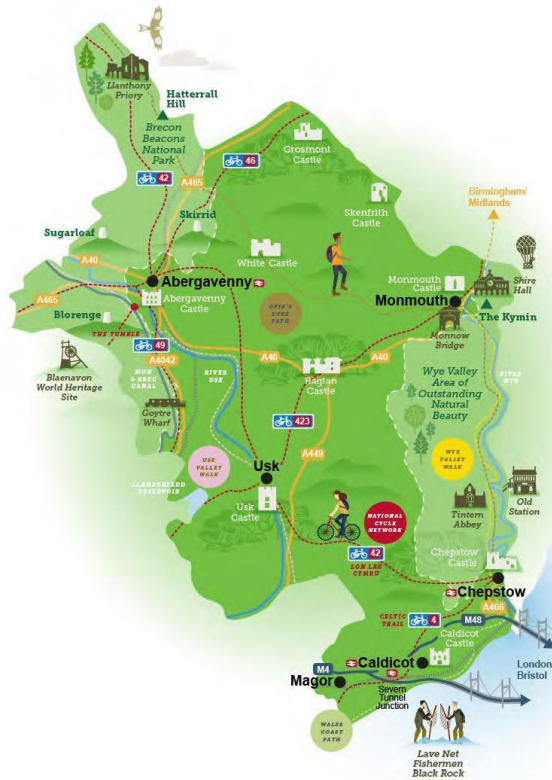 Llanthony
Priory
Hatterrall
Hill
Brecon
Beacons
National
Park
42
A465
46
Grosmont
Castle
Skenfrith
Castle
Birmingham/
Midlands
Sugarloaf
Skirrid
White Castle
A40
Abergavenny
Abergavenny
Castle
OFFA'S
DYKE
PATH
Monmouth
Castle
Monmouth
Shire
Hall
The Kymin
Monnow
Bridge
A465
Blorenge
THE TUMBLE
49
A4042
Blaenavon
World Heritage
Site
MON
& BREC
CANAL
RIVER
USK
Goytre
Wharf
A40
Raglan
Castle
A40
Wye Valley
Area of
Outstanding
Natural
Beauty
RIVER
WYE
423
A449
USK
VALLEY
WALK
Usk
Usk
Castle
LLANDEGFEDD
RESERVOIR
WYE
VALLEY
WALK
Tintern
Abbey
Old
Station
NATIONAL
CYCLE
NETWORK
42
LON LAS
CYMRU
Chepstow
Castle
Chepstow
A466
CELTIC
TRAIL
4
M48
Caldicot
Castle
Caldicot
M4
Magor
Severn
Tunnel
Junction
London
Bristol
WALES
COAST
PATH
Lave Net
Fishermen
Black Rock